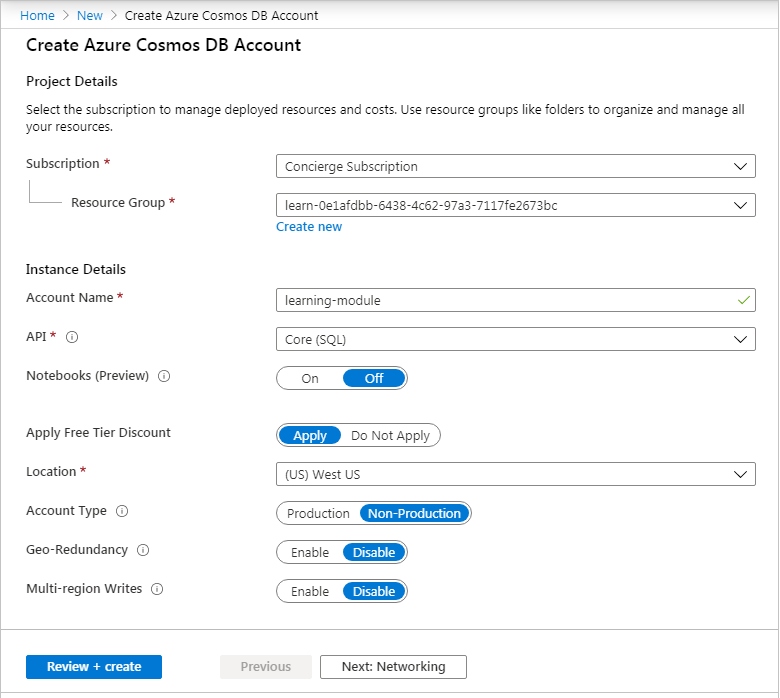 Home > New > Create Azure Cosmos DB Account
Create Azure Cosmos DB Account
Project Details
Select the subscription to manage deployed resources and costs. Use resource groups like folders to organize and manage all
your resources.
Subscription * Concierge Subscription
Resource Group * learn-0e1afdbb-6438-4c62-97a3-7117fe2673bc
Create new
Instance Details
Account Name * learning-module
API * Core (SQL)
Notebooks (Preview) On Off
Apply Free Tier Discount Apply Do Not Apply
Location * (US) West US
Account Type Production Non-Production
Geo-Redundancy Enable Disable
Multi-region Writes Enable Disable
Review + create Previous Next: Networking